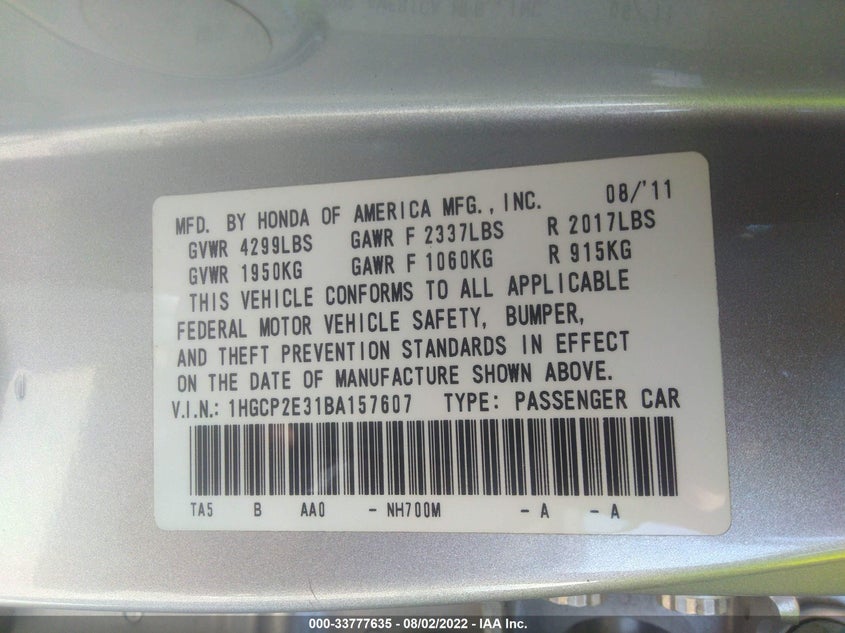 MFD. BY HONDA OF AMERICA MFG., INC. 08/'11
GVWR 4299LBS GAWR F 2337LBS R 2017LBS
GVWR 1950KG GAWR F 1060KG R 915KG
THIS VEHICLE CONFORMS TO ALL APPLICABLE
FEDERAL MOTOR VEHICLE SAFETY, BUMPER,
AND THEFT PREVENTION STANDARDS IN EFFECT
ON THE DATE OF MANUFACTURE SHOWN ABOVE.
V.I.N.: 1HGCP2E31BA157607 TYPE: PASSENGER CAR
TA5 B AA0 - NH700M - A - A
000-33777635 - 08/02/2022 - IAA Inc.